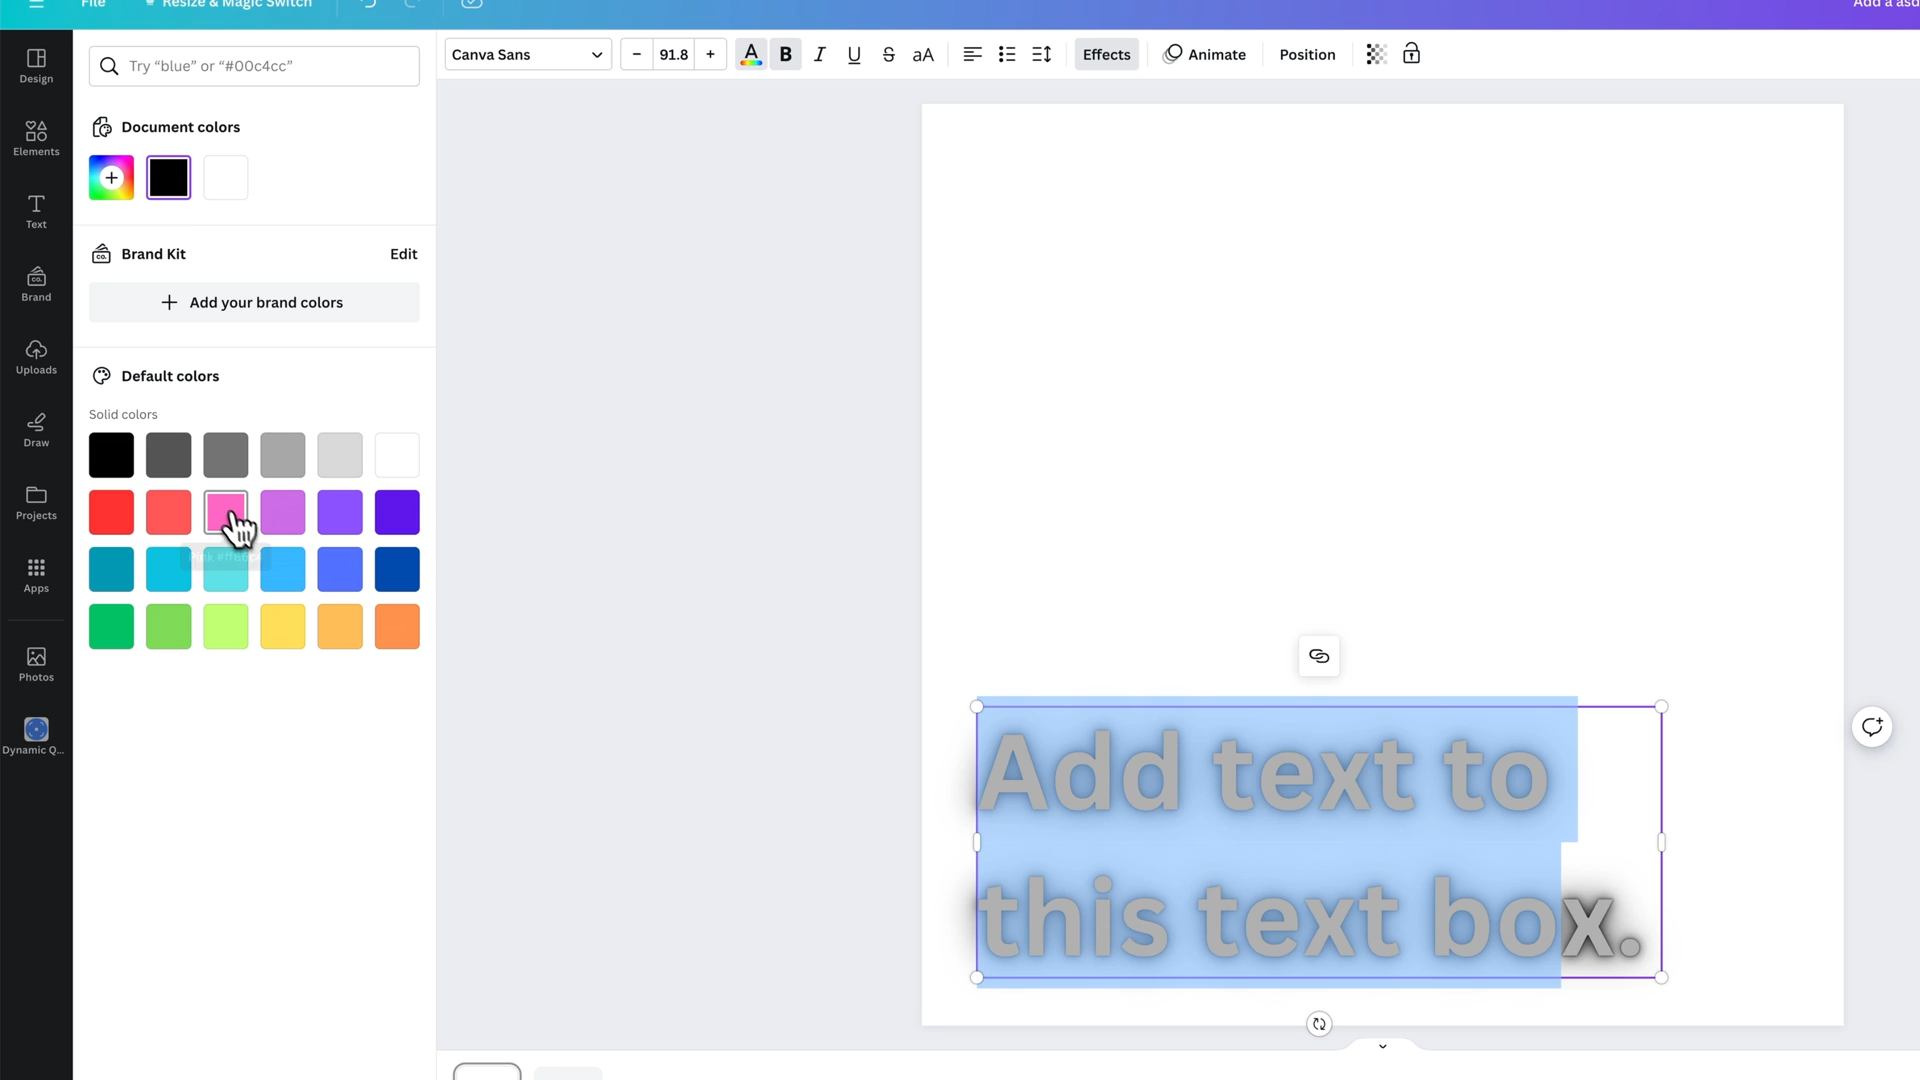 File
Resize & Magic Switch
Design
Elements
Text
Brand
Uploads
Draw
Projects
Apps
Photos
Dynamic Q...
Try “blue” or “#00c4cc”
Document colors
Brand Kit
Edit
Add your brand colors
Default colors
Solid colors
Canva Sans
91.8
A
B
I
U
S
aA
Effects
Animate
Position
Add text to
this text box.